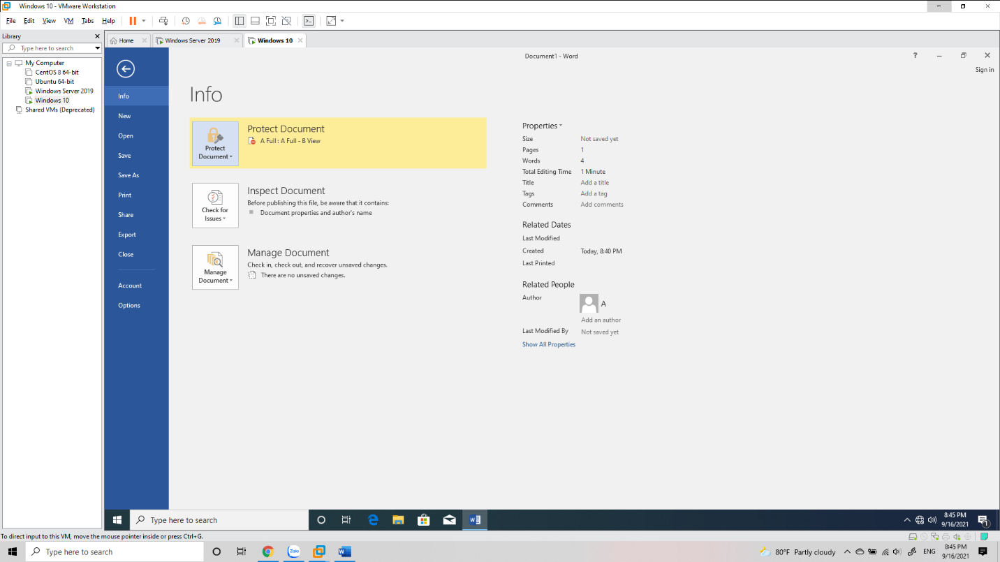 Windows 10 - VMware Workstation
File Edit View VM Tabs Help
Library
Type here to search
My Computer
CentOS 8 64-bit
Ubuntu 64-bit
Windows Server 2019
Windows 10
Shared VMs (Deprecated)
Home
Windows Server 2019
Windows 10
Document1 - Word
?
Sign in
Info
New
Open
Save
Save As
Print
Share
Export
Close
Account
Options
Info
Protect Document
Protect Document
A Full : A Full - B View
Check for Issues
Inspect Document
Before publishing this file, be aware that it contains:
Document properties and author's name
Manage Document
Manage Document
Check in, check out, and recover unsaved changes.
There are no unsaved changes.
Properties
Size Not saved yet
Pages 1
Words 4
Total Editing Time 1 Minute
Title Add a title
Tags Add a tag
Comments Add comments
Related Dates
Last Modified
Created Today, 8:40 PM
Last Printed
Related People
Author A
Add an author
Last Modified By Not saved yet
Show All Properties
Type here to search
8:45 PM
9/16/2021
1
To direct input to this VM, move the mouse pointer inside or press Ctrl+G.
Type here to search
Zalo
80°F Partly cloudy
ENG
8:45 PM
9/16/2021